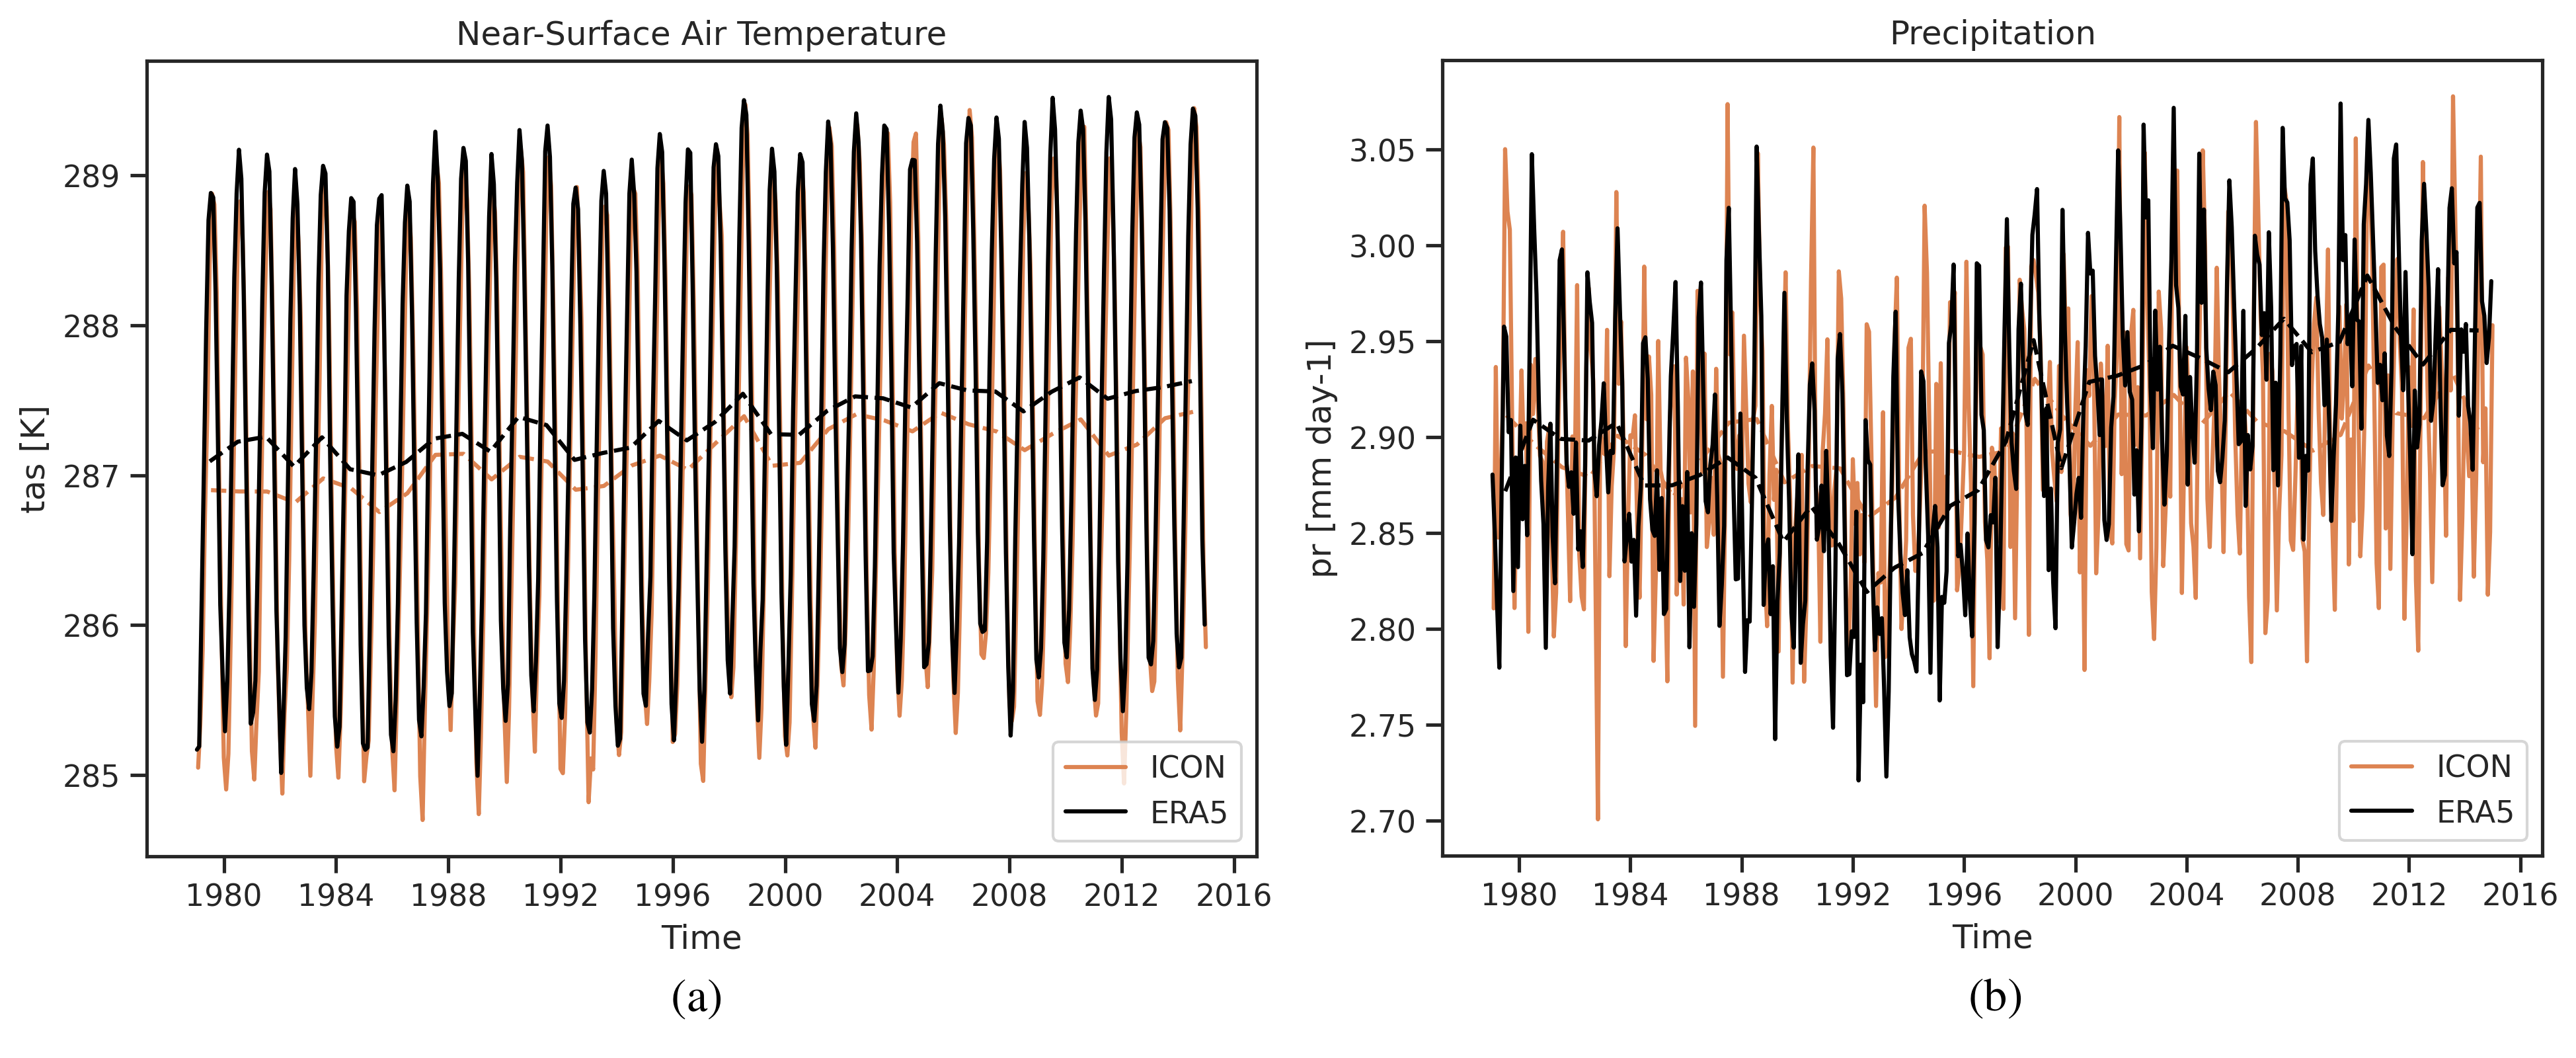 Near-Surface Air Temperature
tas [K]
289
288
287
286
285
ICON
ERA5
1980 1984 1988 1992 1996 2000 2004 2008 2012 2016
Time
(a)
Precipitation
pr [mm day-1]
3.05
3.00
2.95
2.90
2.85
2.80
2.75
2.70
ICON
ERA5
1980 1984 1988 1992 1996 2000 2004 2008 2012 2016
Time
(b)